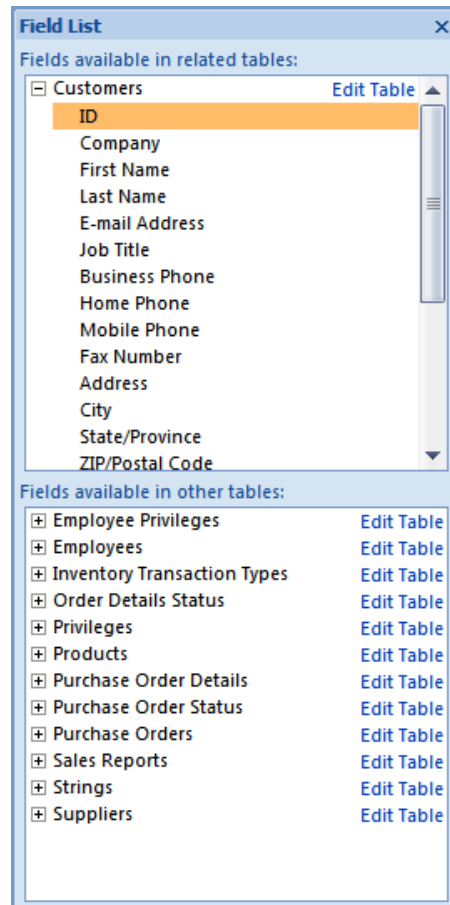 Field List
Fields available in related tables:
Customers Edit Table
ID
Company
First Name
Last Name
E-mail Address
Job Title
Business Phone
Home Phone
Mobile Phone
Fax Number
Address
City
State/Province
ZIP/Postal Code
Fields available in other tables:
Employee Privileges Edit Table
Employees Edit Table
Inventory Transaction Types Edit Table
Order Details Status Edit Table
Privileges Edit Table
Products Edit Table
Purchase Order Details Edit Table
Purchase Order Status Edit Table
Purchase Orders Edit Table
Sales Reports Edit Table
Strings Edit Table
Suppliers Edit Table